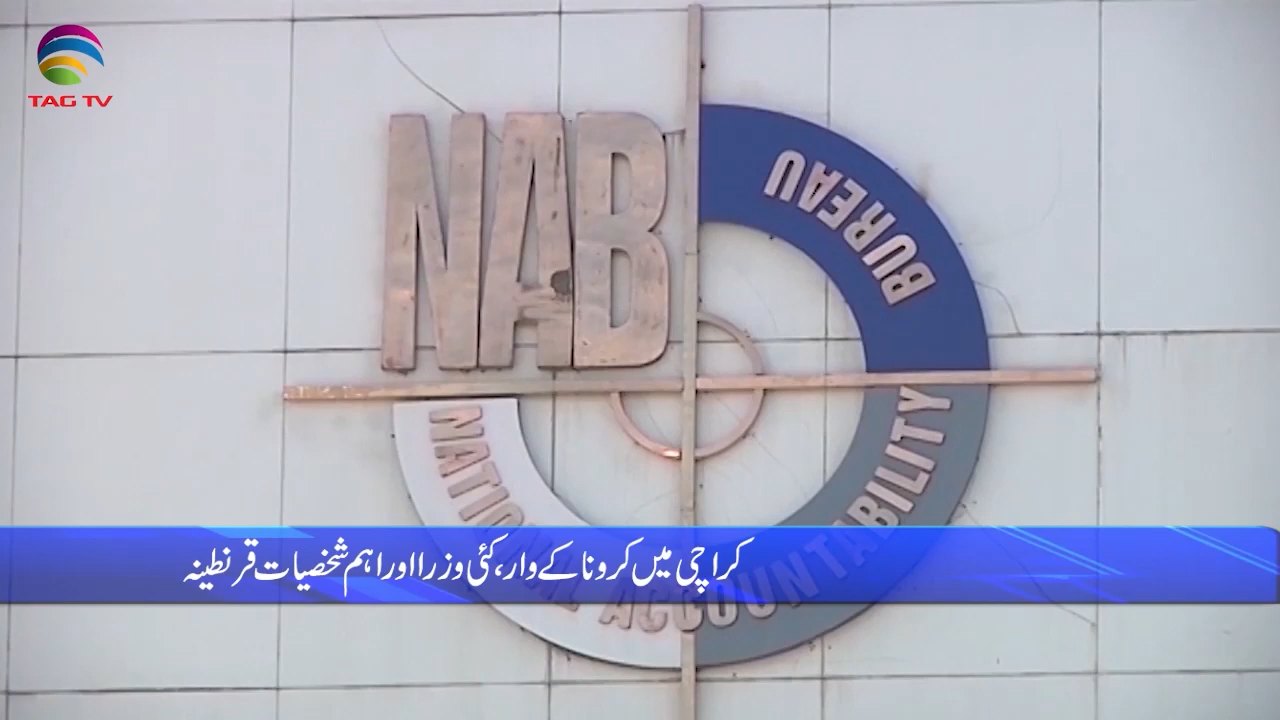 TAG TV
NAB
NATIONAL ACCOUNTABILITY BUREAU
کراچی میں کرونا کے وار، کئی وزرا اور اہم شخصیات قرنطینہ